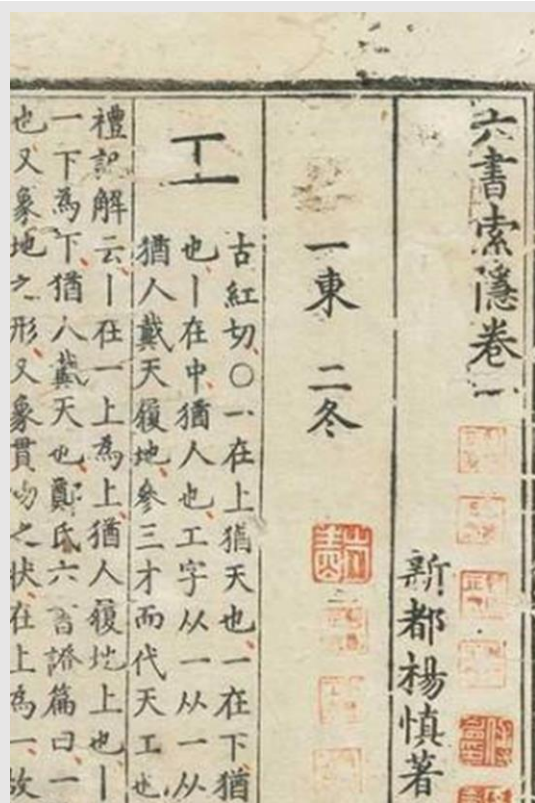 六書索隱卷一
新都楊慎著
一東 二冬
工
古紅切○一在上猶天也一在下猶
也丨在中猶人也工字从一从一从
猶人戴天履地參三才而代天工也
禮記解云丨在一上為上猶人履地上也丨
一下為下猶人戴天也鄭氏六書證篇曰一
也又象地之形又象貫物之狀在上為一故